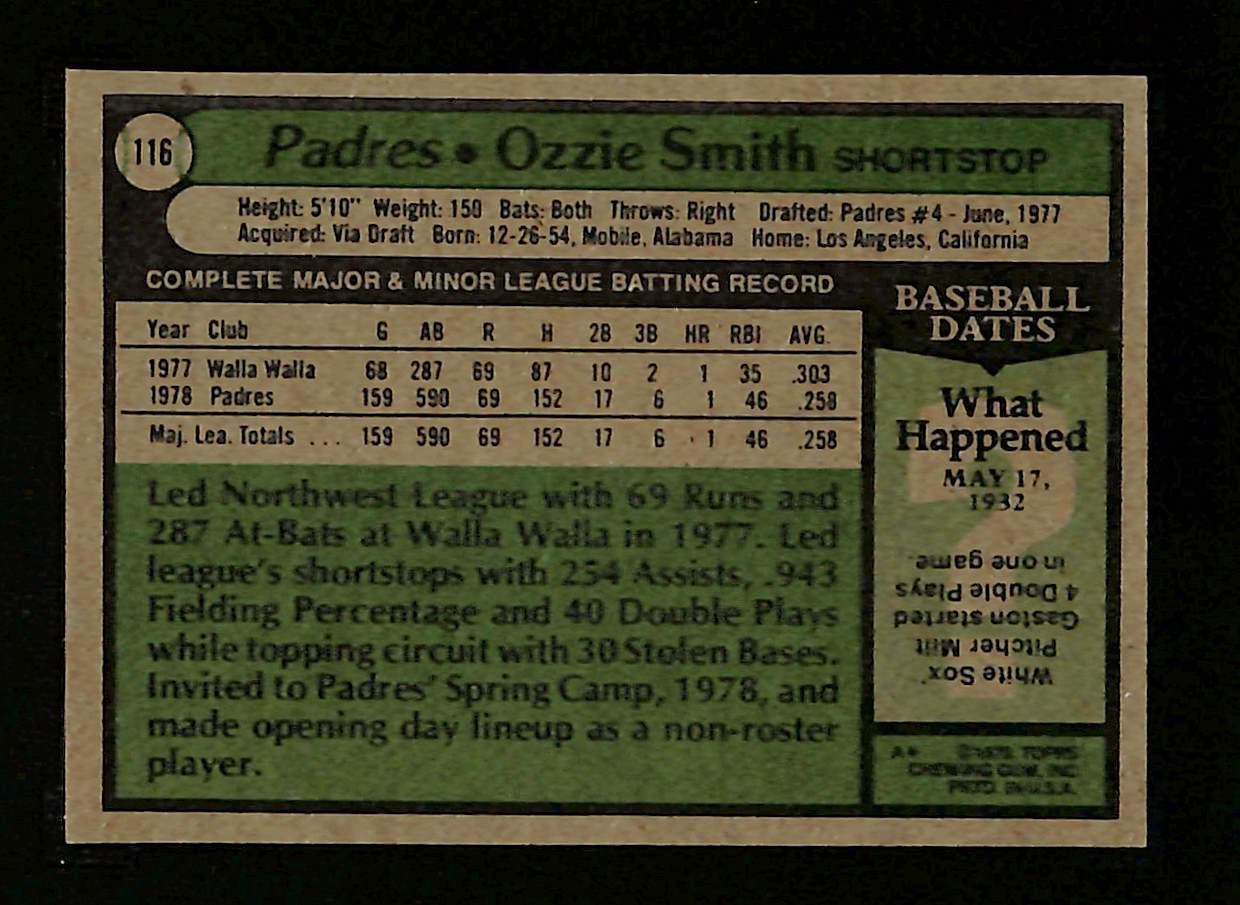 116
Padres • Ozzie Smith SHORTSTOP
Height: 5'10" Weight: 150 Bats: Both Throws: Right Drafted: Padres #4 - June, 1977
Acquired: Via Draft Born: 12-26-54, Mobile, Alabama Home: Los Angeles, California
COMPLETE MAJOR & MINOR LEAGUE BATTING RECORD
Year Club G AB R H 2B 3B HR RBI AVG.
1977 Walla Walla 68 287 69 87 10 2 1 35 .303
1978 Padres 159 590 69 152 17 6 1 46 .258
Maj. Lea. Totals ... 159 590 69 152 17 6 1 46 .258
Led Northwest League with 69 Runs and
287 At-Bats at Walla Walla in 1977. Led
league's shortstops with 254 Assists, .943
Fielding Percentage and 40 Double Plays
while topping circuit with 30 Stolen Bases.
Invited to Padres' Spring Camp, 1978, and
made opening day lineup as a non-roster
player.
BASEBALL
DATES
What
Happened
MAY 17,
1932
?
White Sox'
Pitcher Milt
Gaston started
4 Double Plays
in one game.
A* ©1979 TOPPS
CHEWING GUM, INC.
PRTD. IN U.S.A.